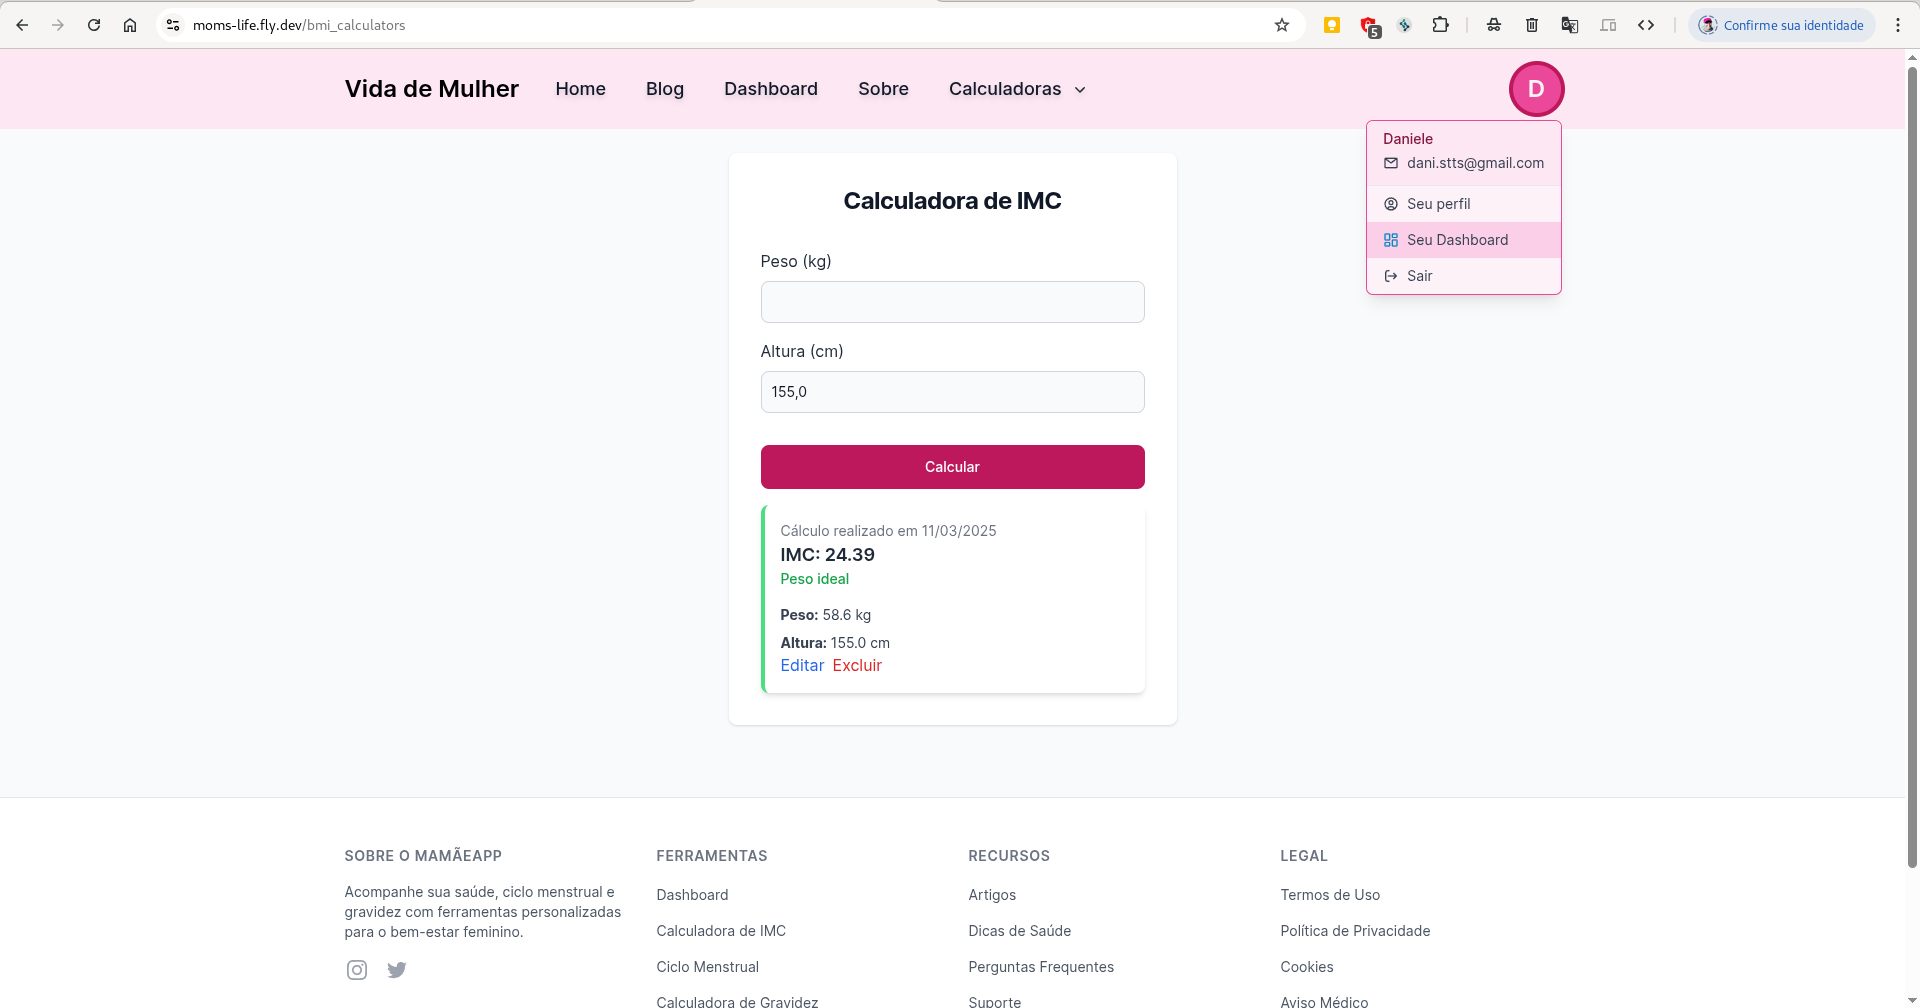 moms-life.fly.dev/bmi_calculators
5
Confirme sua identidade
Vida de Mulher
Home
Blog
Dashboard
Sobre
Calculadoras
D
Daniele
dani.stts@gmail.com
Seu perfil
Seu Dashboard
Sair
Calculadora de IMC
Peso (kg)
Altura (cm)
155,0
Calcular
Cálculo realizado em 11/03/2025
IMC: 24.39
Peso ideal
Peso: 58.6 kg
Altura: 155.0 cm
Editar Excluir
SOBRE O MAMÃEAPP
Acompanhe sua saúde, ciclo menstrual e
gravidez com ferramentas personalizadas
para o bem-estar feminino.
FERRAMENTAS
Dashboard
Calculadora de IMC
Ciclo Menstrual
Calculadora de Gravidez
RECURSOS
Artigos
Dicas de Saúde
Perguntas Frequentes
Suporte
LEGAL
Termos de Uso
Política de Privacidade
Cookies
Aviso Médico